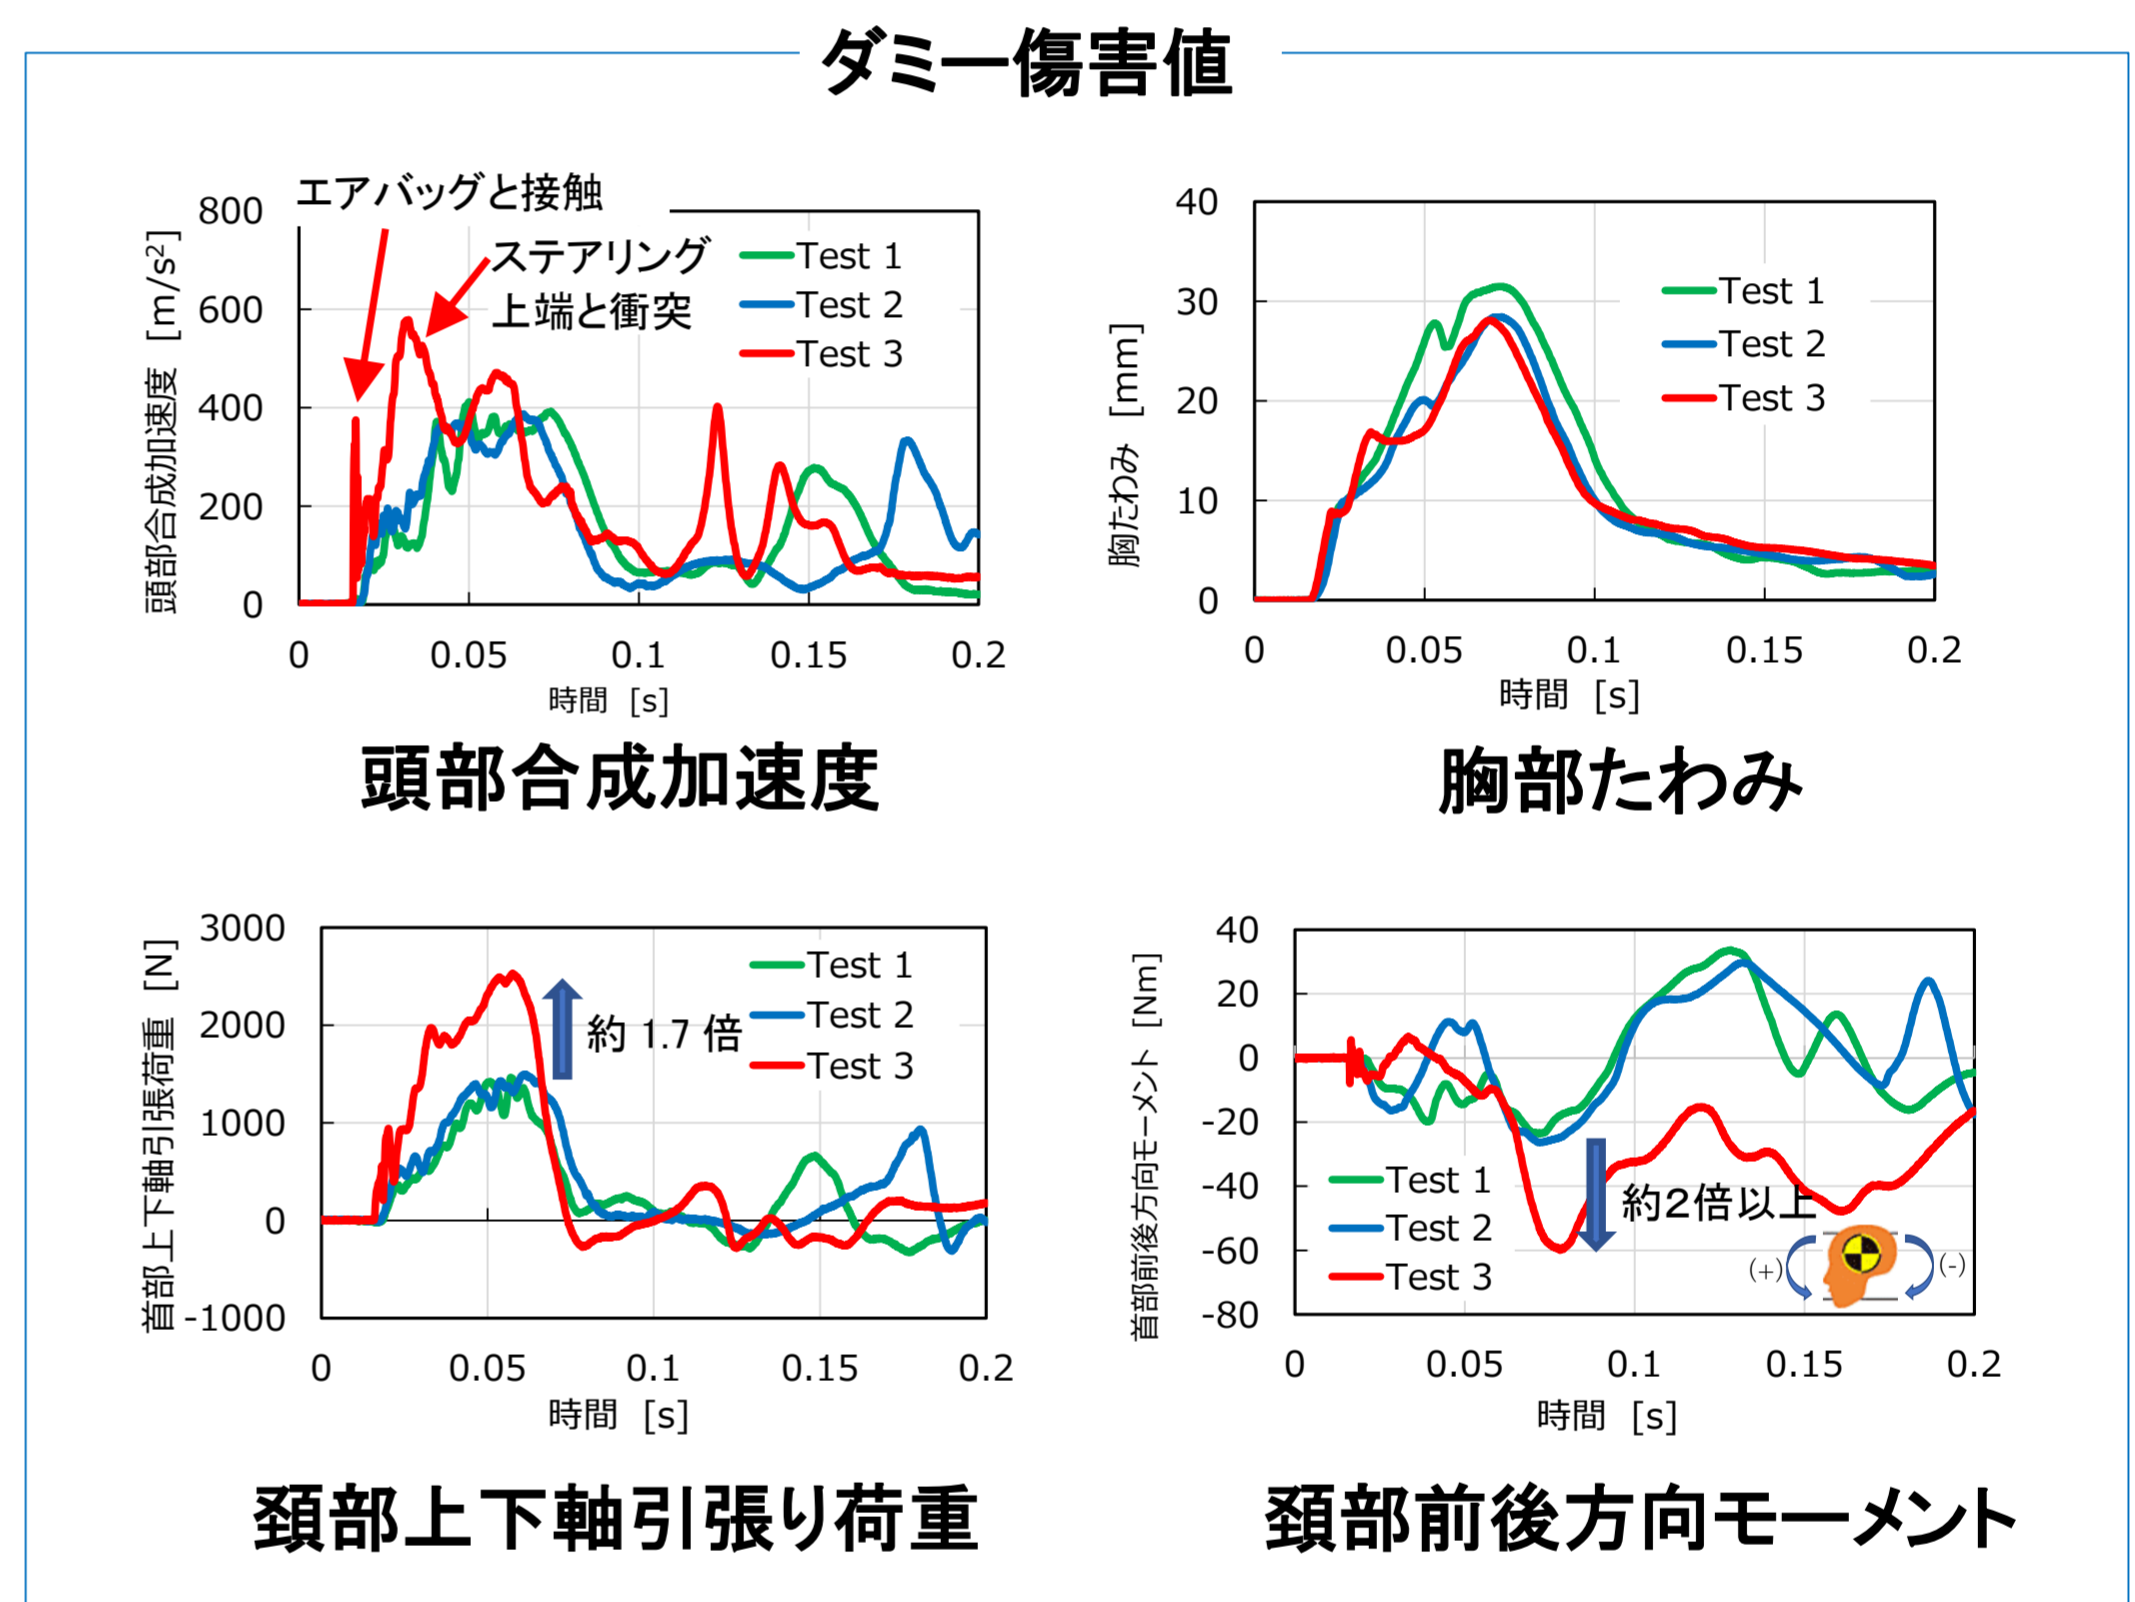 ダミー傷害値
エアバッグと接触
ステアリング
上端と衝突
Test 1
Test 2
Test 3
頭部合成加速度 [m/s²]
800
600
400
200
0
0 0.05 0.1 0.15 0.2
時間 [s]
頭部合成加速度
Test 1
Test 2
Test 3
胸たわみ [mm]
40
30
20
10
0
0 0.05 0.1 0.15 0.2
時間 [s]
胸部たわみ
Test 1
Test 2
Test 3
約 1.7 倍
首部上下軸引張荷重 [N]
3000
2000
1000
0
-1000
0 0.05 0.1 0.15 0.2
時間 [s]
頚部上下軸引張り荷重
首部前後方向モーメント [Nm]
40
20
0
-20
-40
-60
-80
Test 1
Test 2
Test 3
約2倍以上
(+) (-)
0 0.05 0.1 0.15 0.2
時間 [s]
頚部前後方向モーメント